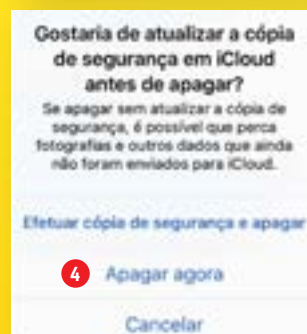 Gostaria de atualizar a cópia
de segurança em iCloud
antes de apagar?
Se apagar sem atualizar a cópia de
segurança, é possível que perca
fotografias e outros dados que ainda
não foram enviados para iCloud.
Efetuar cópia de segurança e apagar
4 Apagar agora
Cancelar